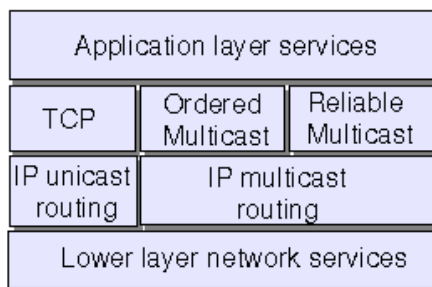 Application layer services
TCP
Ordered
Multicast
Reliable
Multicast
IP unicast
routing
IP multicast
routing
Lower layer network services